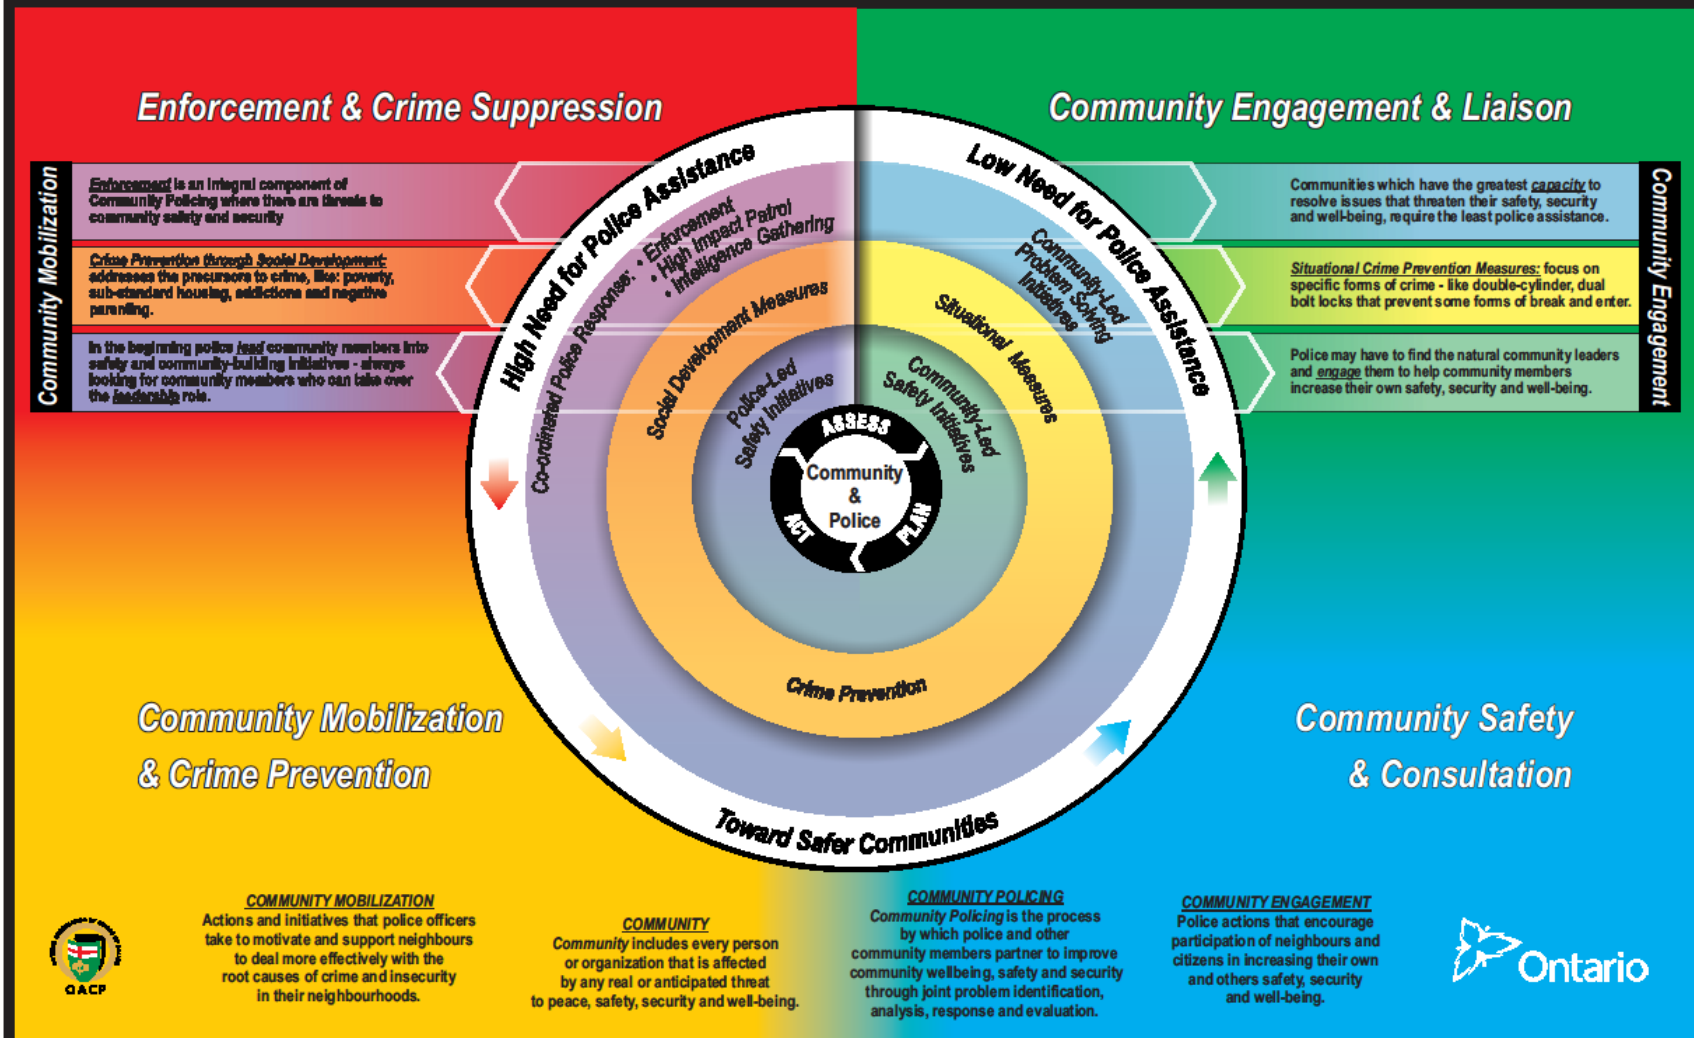 Enforcement & Crime Suppression
Community Engagement & Liaison
Community Mobilization
Enforcement is an integral component of
Community Policing where there are threats to
community safety and security
Crime Prevention through Social Development:
addresses the precursors to crime, like: poverty,
sub-standard housing, addictions and negative
parenting.
In the beginning police lead community members into
safety and community-building initiatives - always
looking for community members who can take over
the leadership role.
High Need for Police Assistance
Low Need for Police Assistance
Co-ordinated Police Response:
• Enforcement
• High Impact Patrol
• Intelligence Gathering
Community-Led
Problem Solving
Initiatives
Social Development Measures
Situational Measures
Police-Led
Safety Initiatives
Community-Led
Safety Initiatives
ASSESS
PLAN
ACT
Community
&
Police
Crime Prevention
Toward Safer Communities
Communities which have the greatest capacity to
resolve issues that threaten their safety, security
and well-being, require the least police assistance.
Situational Crime Prevention Measures: focus on
specific forms of crime - like double-cylinder, dual
bolt locks that prevent some forms of break and enter.
Police may have to find the natural community leaders
and engage them to help community members
increase their own safety, security and well-being.
Community Engagement
Community Mobilization
& Crime Prevention
Community Safety
& Consultation
OACP
COMMUNITY MOBILIZATION
Actions and initiatives that police officers
take to motivate and support neighbours
to deal more effectively with the
root causes of crime and insecurity
in their neighbourhoods.
COMMUNITY
Community includes every person
or organization that is affected
by any real or anticipated threat
to peace, safety, security and well-being.
COMMUNITY POLICING
Community Policing is the process
by which police and other
community members partner to improve
community wellbeing, safety and security
through joint problem identification,
analysis, response and evaluation.
COMMUNITY ENGAGEMENT
Police actions that encourage
participation of neighbours and
citizens in increasing their own
and others safety, security
and well-being.
Ontario